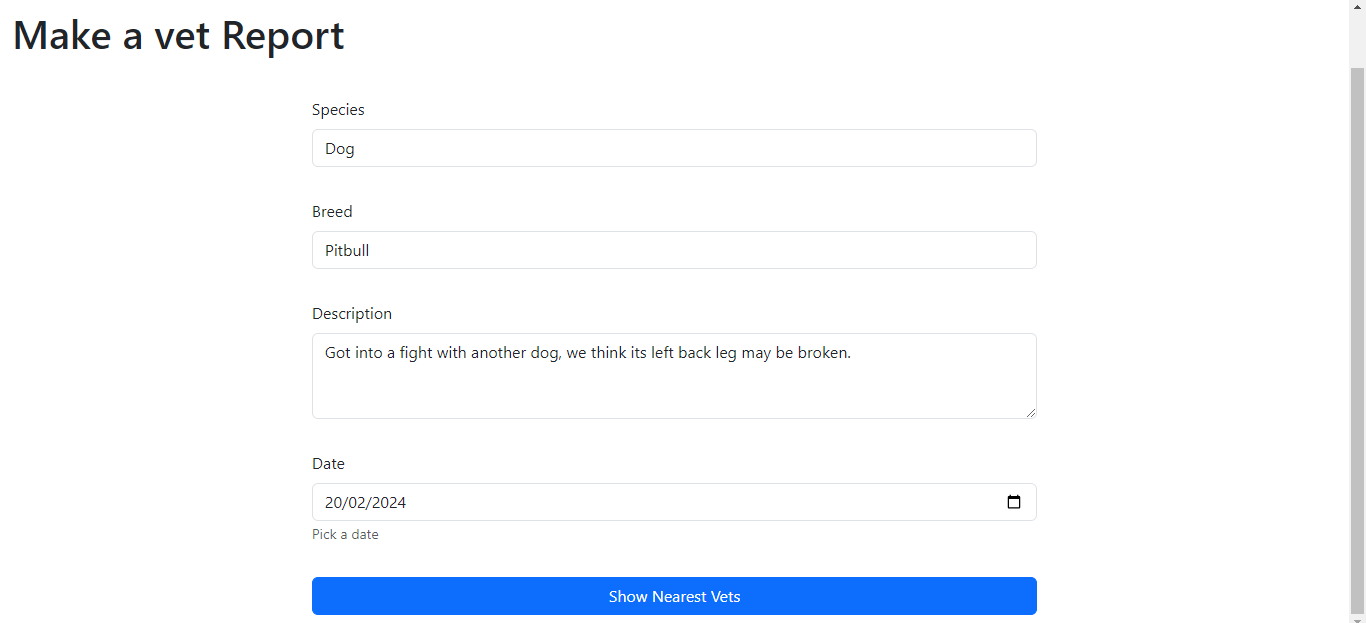 Make a vet Report
Species
Dog
Breed
Pitbull
Description
Got into a fight with another dog, we think its left back leg may be broken.
Date
20/02/2024
Pick a date
Show Nearest Vets